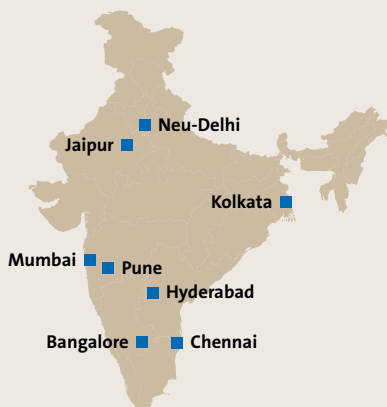 Neu-Delhi
Jaipur
Kolkata
Mumbai
Pune
Hyderabad
Bangalore
Chennai